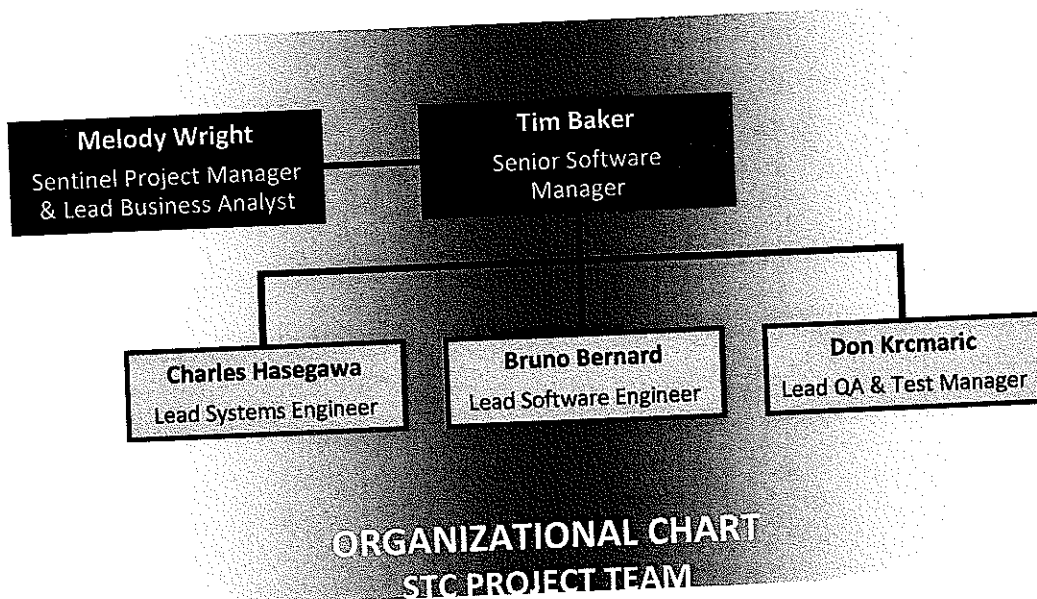 Melody Wright
Sentinel Project Manager
& Lead Business Analyst
Tim Baker
Senior Software
Manager
Charles Hasegawa
Lead Systems Engineer
Bruno Bernard
Lead Software Engineer
Don Krcmaric
Lead QA & Test Manager
ORGANIZATIONAL CHART
STC PROJECT TEAM